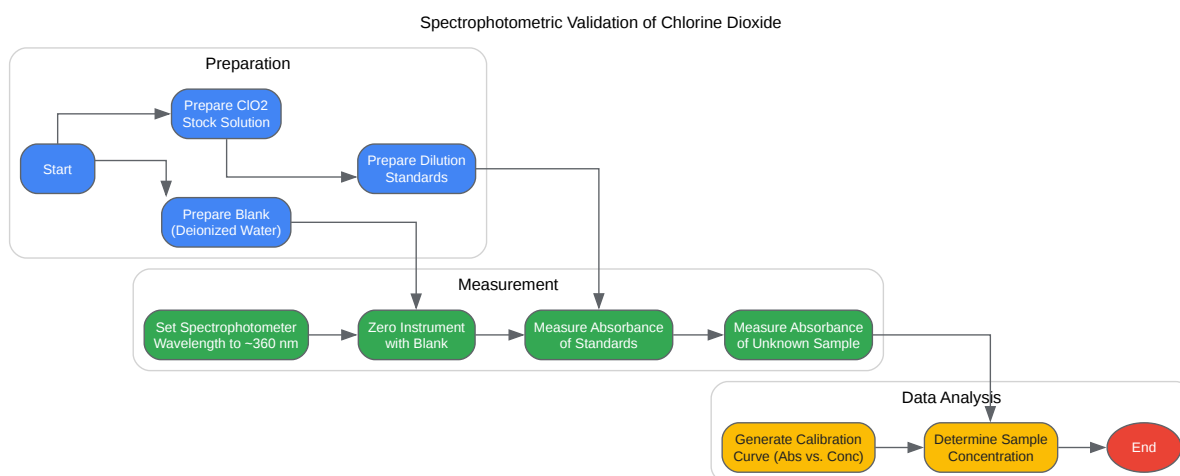 Spectrophotometric Validation of Chlorine Dioxide
Preparation
Prepare ClO2
Stock Solution
Start
Prepare Dilution
Standards
Prepare Blank
(Deionized Water)
Measurement
Set Spectrophotometer
Wavelength to ~360 nm
Zero Instrument
with Blank
Measure Absorbance
of Standards
Measure Absorbance
of Unknown Sample
Data Analysis
Generate Calibration
Curve (Abs vs. Conc)
Determine Sample
Concentration
End